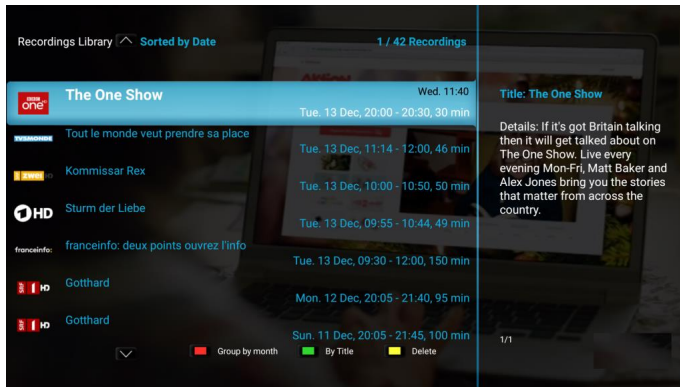 Recordings Library Sorted by Date
1 / 42 Recordings
BBC one HD
The One Show
Wed. 11:40
Tue. 13 Dec, 20:00 - 20:30, 30 min
TV5MONDE
Tout le monde veut prendre sa place
Tue. 13 Dec, 11:14 - 12:00, 46 min
zwei
Kommissar Rex
Tue. 13 Dec, 10:00 - 10:50, 50 min
1 HD
Sturm der Liebe
Tue. 13 Dec, 09:55 - 10:44, 49 min
franceinfo:
franceinfo: deux points ouvrez l'info
Tue. 13 Dec, 09:30 - 12:00, 150 min
SRF 1 HD
Gotthard
Mon. 12 Dec, 20:05 - 21:40, 95 min
SRF 1 HD
Gotthard
Sun. 11 Dec, 20:05 - 21:45, 100 min
Group by month
By Title
Delete
Title: The One Show
Details: If it's got Britain talking
then it will get talked about on
The One Show. Live every
evening Mon-Fri, Matt Baker and
Alex Jones bring you the stories
that matter from across the
country.
1/1